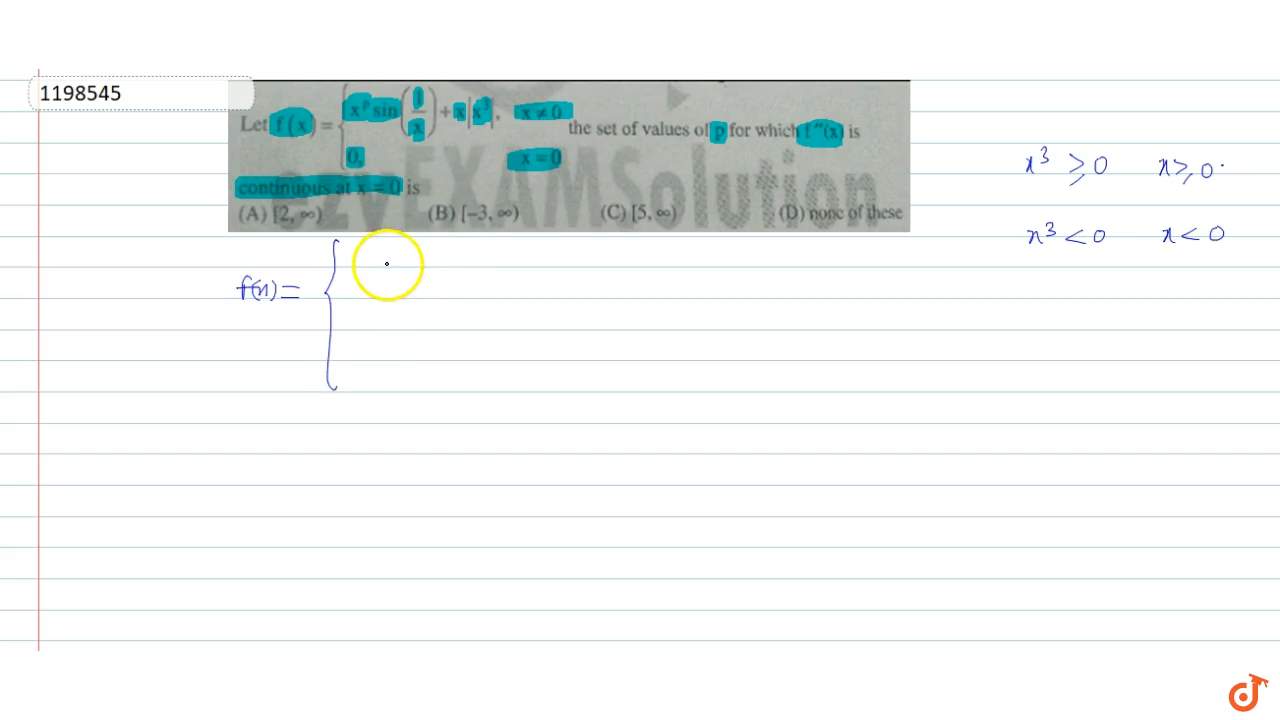 1198545
Let f(x) = { x^p sin(1/x) + x|x^3|, x ≠ 0
0, x = 0
the set of values of p for which f''(x) is
continuous at x = 0 is
(A) [2, ∞) (B) [–3, ∞) (C) [5, ∞) (D) none of these
ezyEXAMSolution
x^3 ⩾ 0 x ⩾ 0.
x^3 < 0 x < 0
f(x) = {